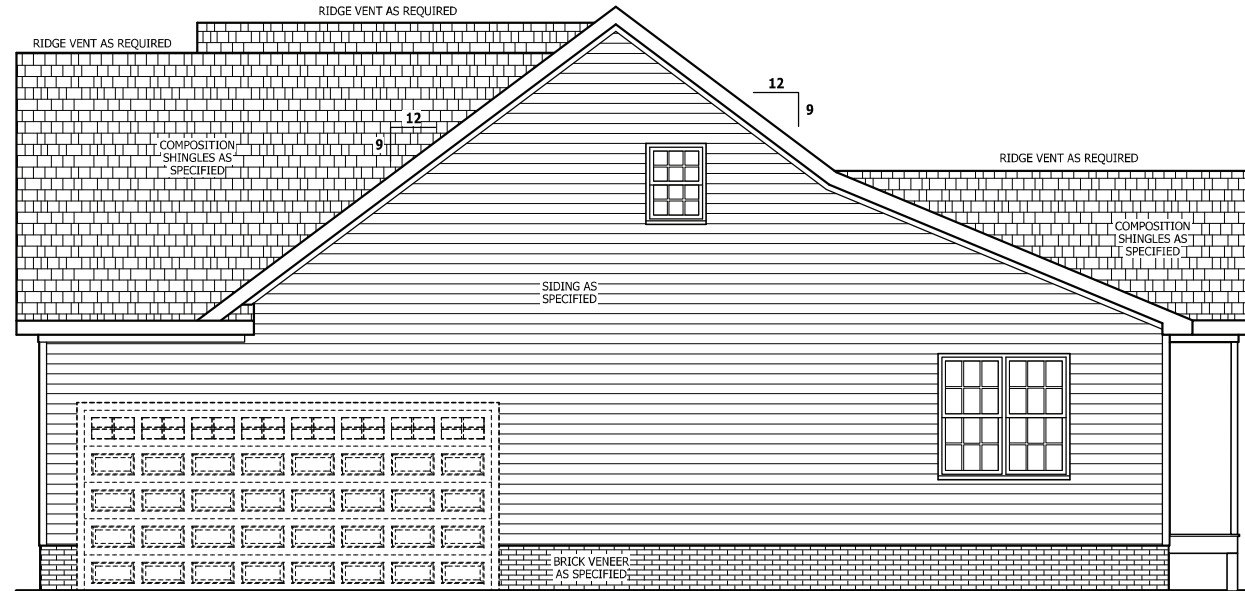 RIDGE VENT AS REQUIRED
RIDGE VENT AS REQUIRED
12
9
12
9
COMPOSITION
SHINGLES AS
SPECIFIED
RIDGE VENT AS REQUIRED
COMPOSITION
SHINGLES AS
SPECIFIED
SIDING AS
SPECIFIED
BRICK VENEER
AS SPECIFIED